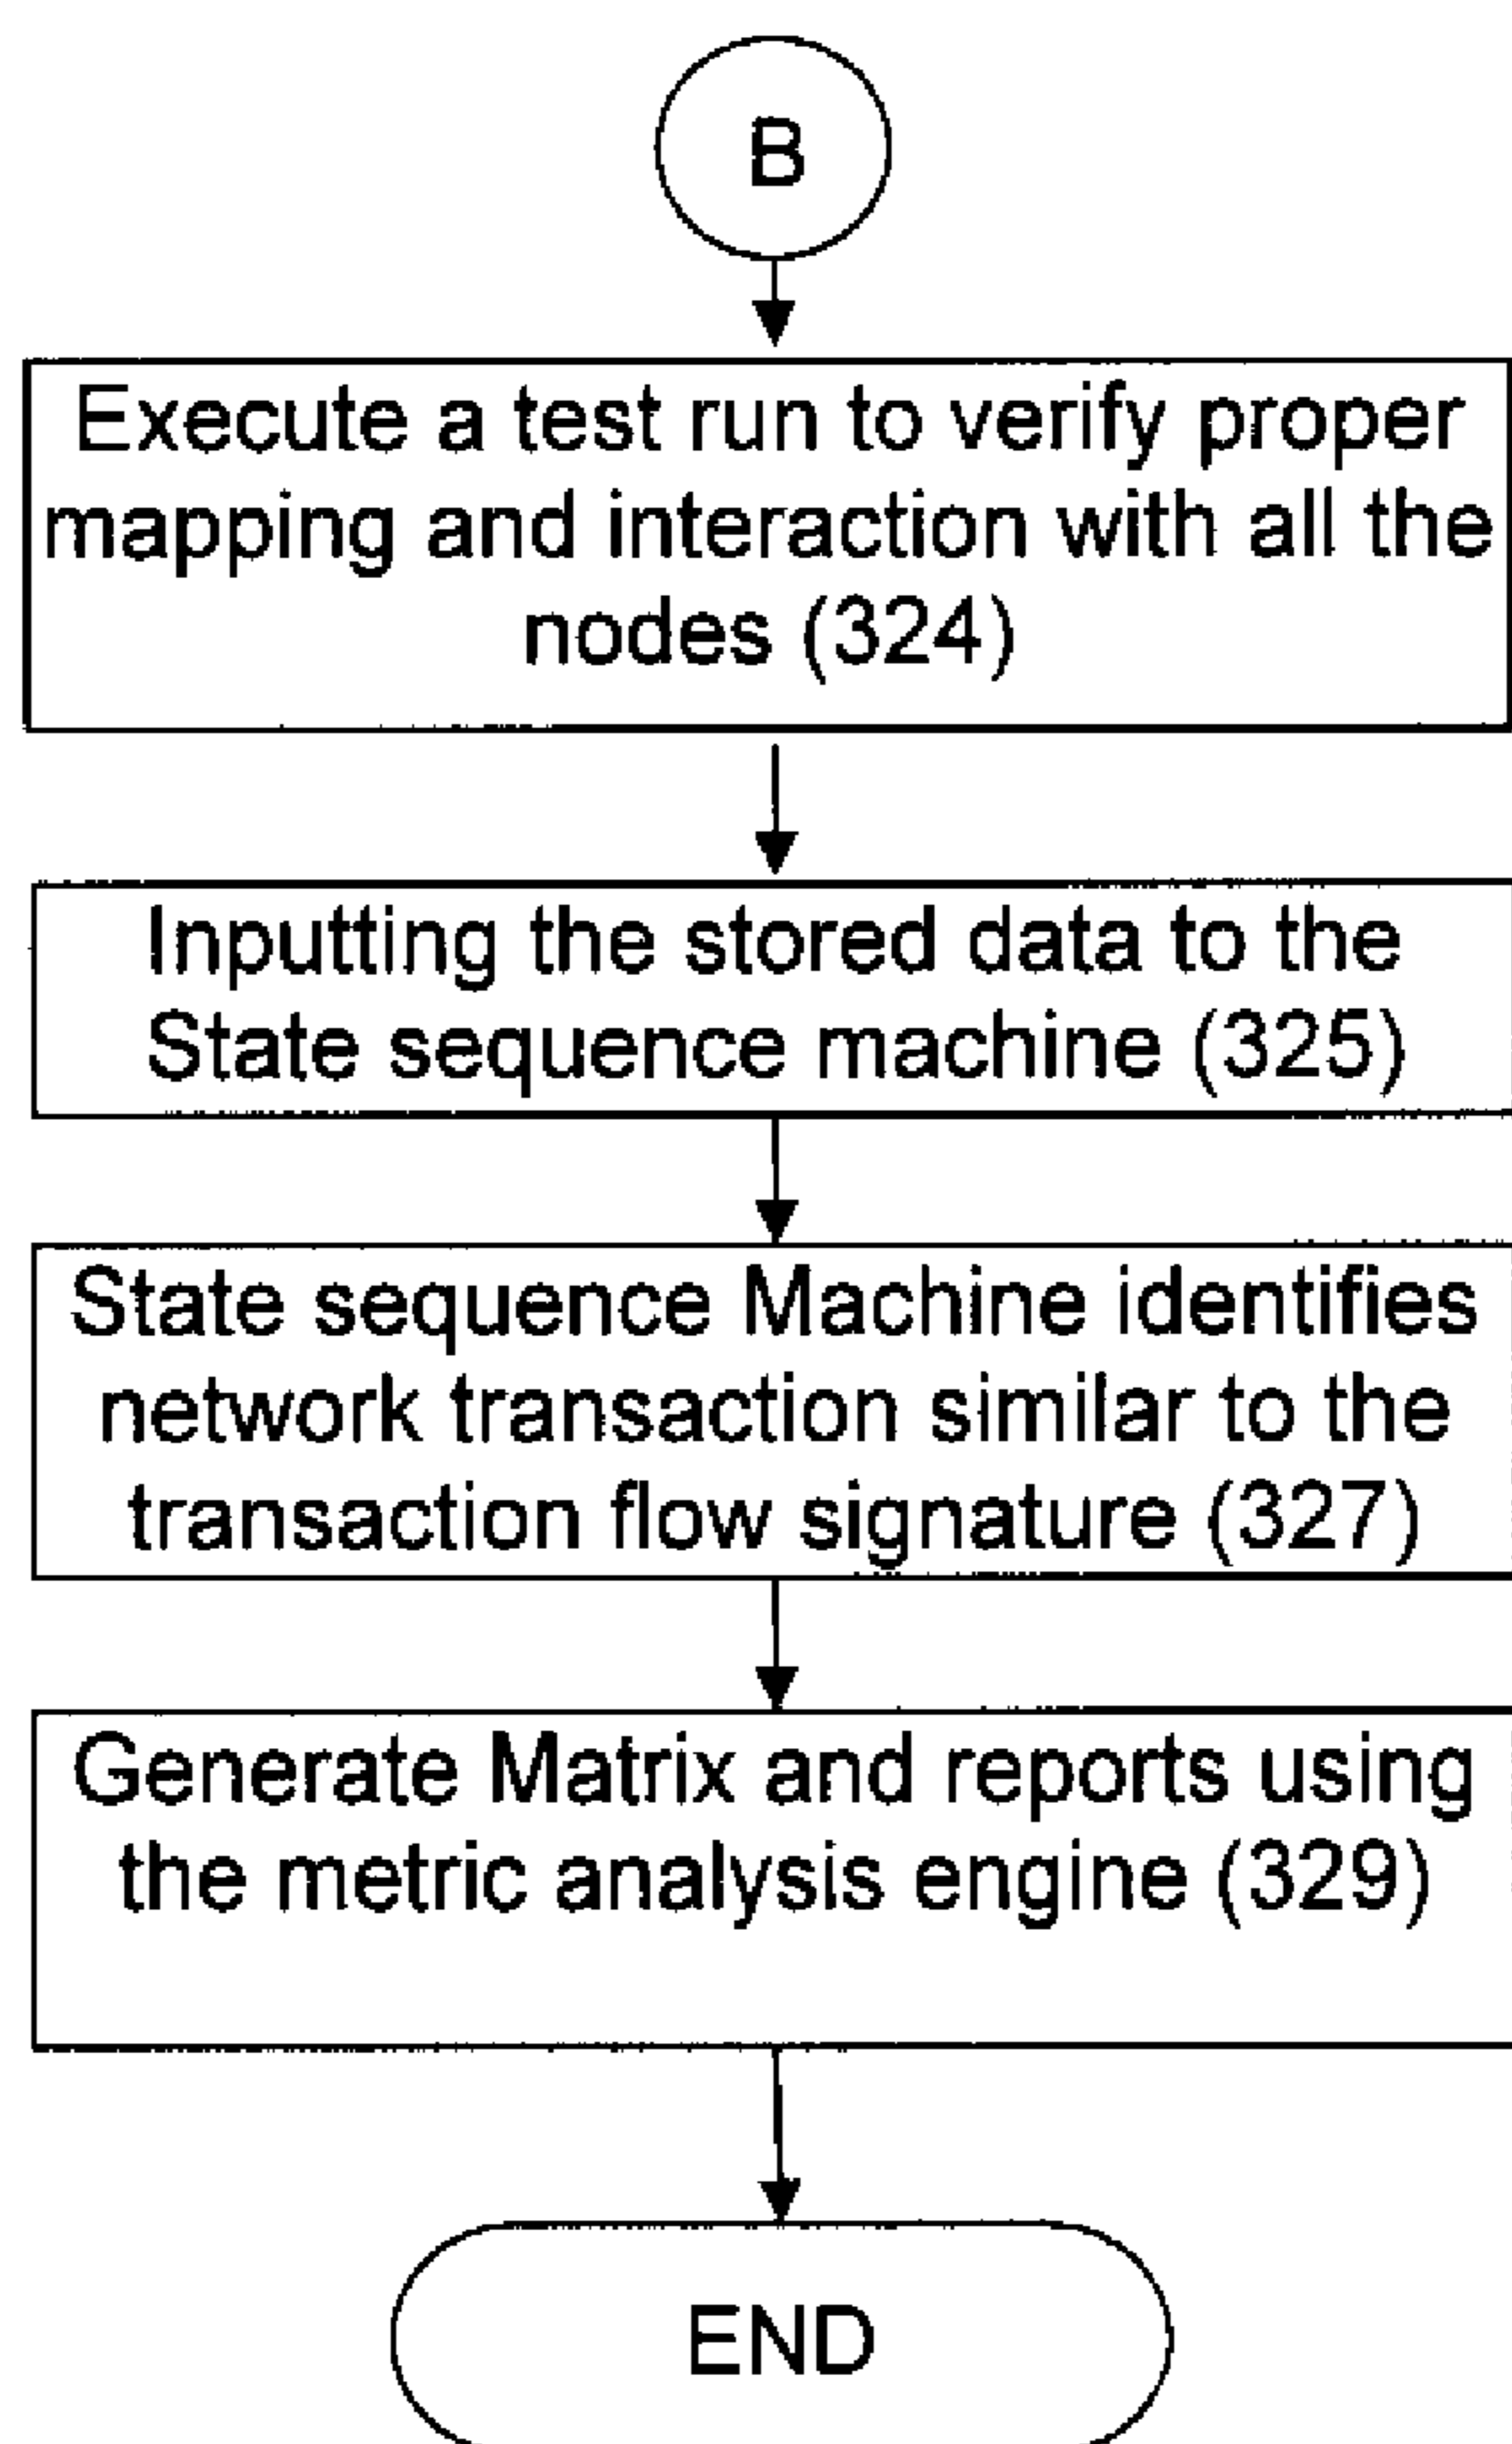 B
Execute a test run to verify proper
mapping and interaction with all the
nodes (324)
Inputting the stored data to the
State sequence machine (325)
State sequence Machine identifies
network transaction similar to the
transaction flow signature (327)
Generate Matrix and reports using
the metric analysis engine (329)
END